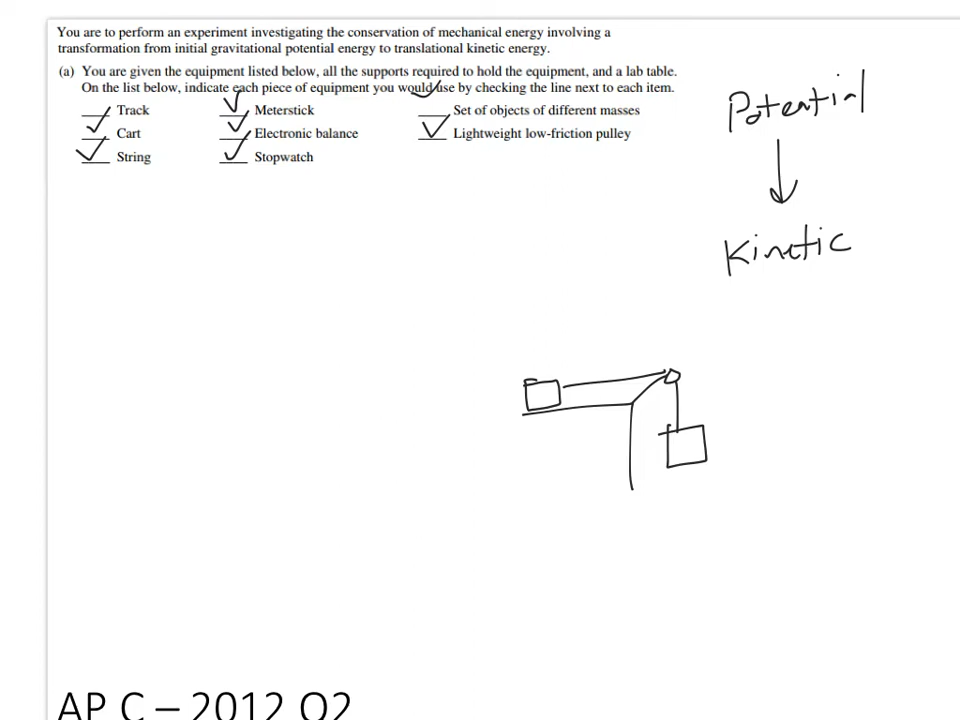 You are to perform an experiment investigating the conservation of mechanical energy involving a
transformation from initial gravitational potential energy to translational kinetic energy.
(a) You are given the equipment listed below, all the supports required to hold the equipment, and a lab table.
On the list below, indicate each piece of equipment you would use by checking the line next to each item.
Track Meterstick Set of objects of different masses
Cart Electronic balance Lightweight low-friction pulley
String Stopwatch
Potential
Kinetic
AP C – 2012 Q2